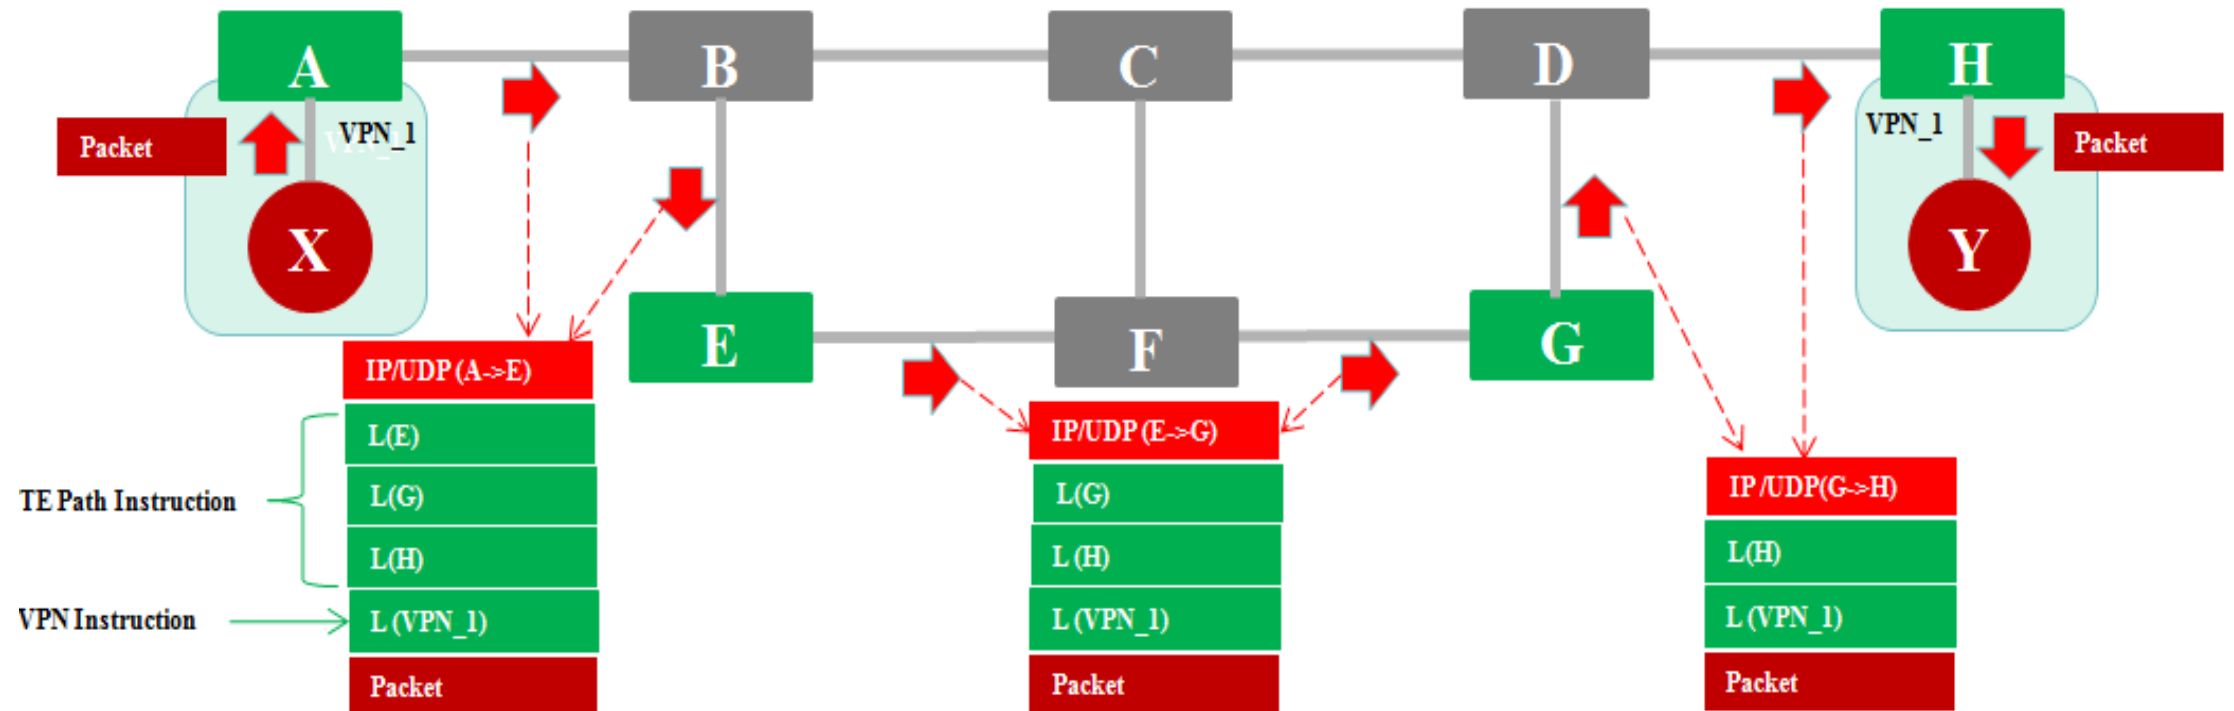 A
B
C
D
H
Packet
VPN_1
VPN_1
Packet
X
Y
E
F
G
IP/UDP (A->E)
L(E)
L(G)
L(H)
L (VPN_1)
Packet
TE Path Instruction
VPN Instruction
IP/UDP (E->G)
L(G)
L (H)
L (VPN_1)
Packet
IP /UDP(G->H)
L(H)
L (VPN_1)
Packet